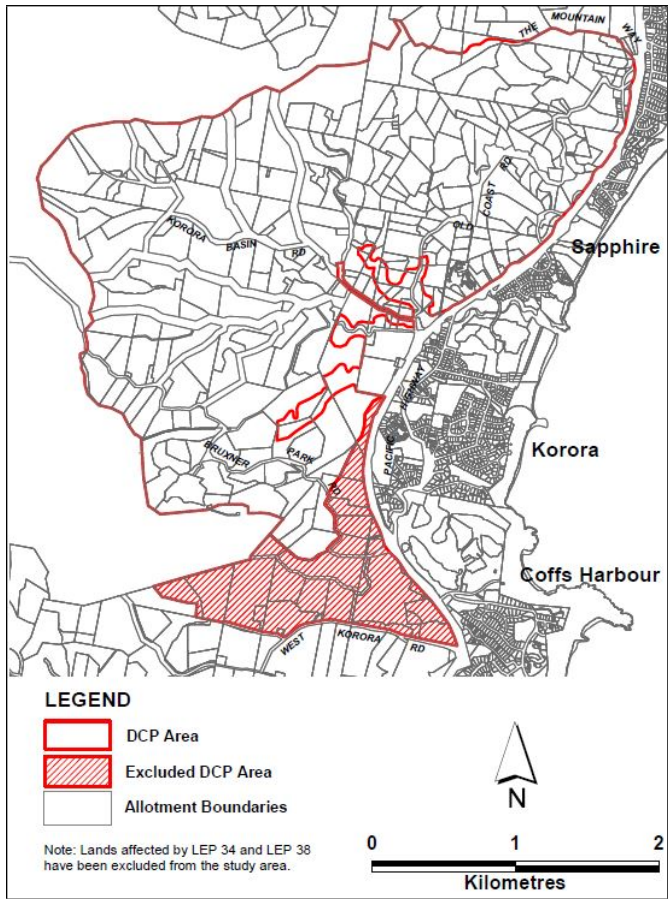 THE MOUNTAIN WAY
OLD COAST RD
KORORA BASIN RD
Sapphire
PACIFIC HIGHWAY
Korora
BRUXNER PARK RD
Coffs Harbour
WEST KORORA RD
LEGEND
DCP Area
Excluded DCP Area
Allotment Boundaries
N
Note: Lands affected by LEP 34 and LEP 38
have been excluded from the study area.
0 1 2
Kilometres